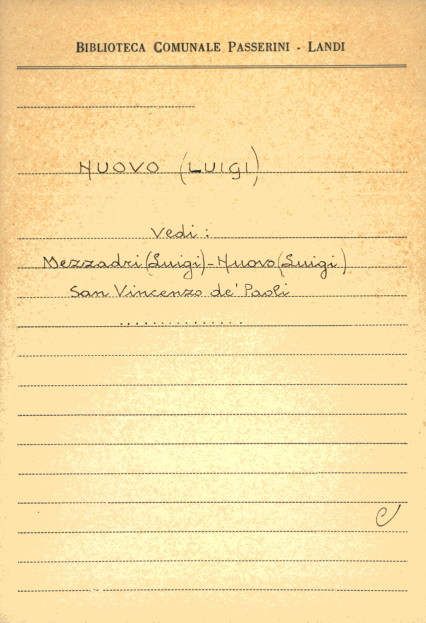 BIBLIOTECA COMUNALE PASSERINI - LANDI
NUOVO (LUIGI)
Vedi:
Mezzadri (Luigi) - Nuovo (Luigi)
San Vincenzo de' Paoli
..............